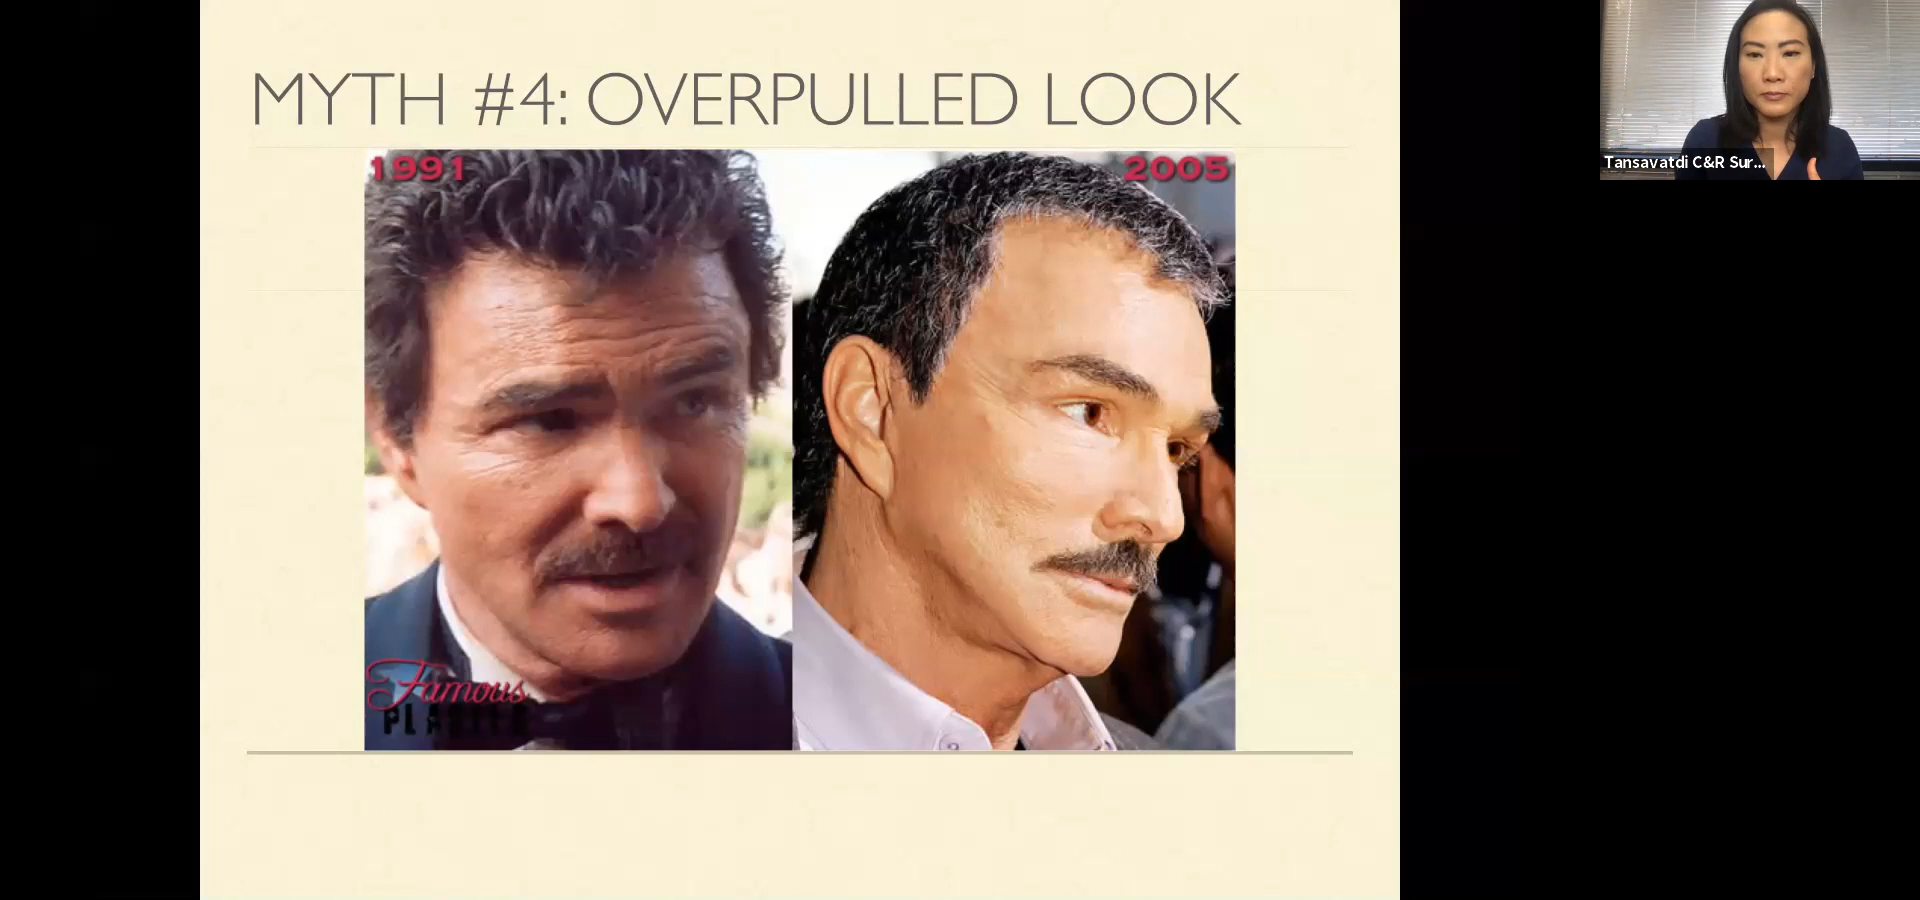 MYTH #4: OVERPULLED LOOK
1991
2005
Famous
Tansavatdi C&R Sur...